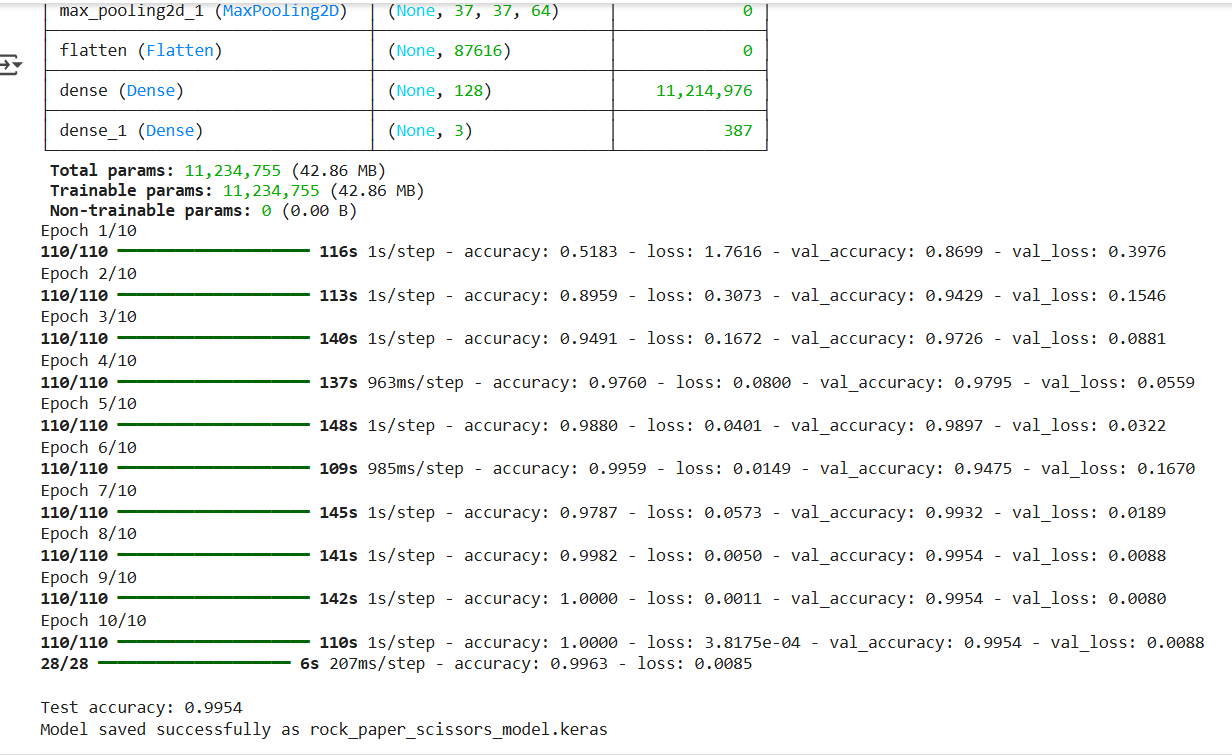 max_pooling2d_1 (MaxPooling2D) (None, 37, 37, 64) 0
flatten (Flatten) (None, 87616) 0
dense (Dense) (None, 128) 11,214,976
dense_1 (Dense) (None, 3) 387
Total params: 11,234,755 (42.86 MB)
Trainable params: 11,234,755 (42.86 MB)
Non-trainable params: 0 (0.00 B)
Epoch 1/10
110/110 116s 1s/step - accuracy: 0.5183 - loss: 1.7616 - val_accuracy: 0.8699 - val_loss: 0.3976
Epoch 2/10
110/110 113s 1s/step - accuracy: 0.8959 - loss: 0.3073 - val_accuracy: 0.9429 - val_loss: 0.1546
Epoch 3/10
110/110 140s 1s/step - accuracy: 0.9491 - loss: 0.1672 - val_accuracy: 0.9726 - val_loss: 0.0881
Epoch 4/10
110/110 137s 963ms/step - accuracy: 0.9760 - loss: 0.0800 - val_accuracy: 0.9795 - val_loss: 0.0559
Epoch 5/10
110/110 148s 1s/step - accuracy: 0.9880 - loss: 0.0401 - val_accuracy: 0.9897 - val_loss: 0.0322
Epoch 6/10
110/110 109s 985ms/step - accuracy: 0.9959 - loss: 0.0149 - val_accuracy: 0.9475 - val_loss: 0.1670
Epoch 7/10
110/110 145s 1s/step - accuracy: 0.9787 - loss: 0.0573 - val_accuracy: 0.9932 - val_loss: 0.0189
Epoch 8/10
110/110 141s 1s/step - accuracy: 0.9982 - loss: 0.0050 - val_accuracy: 0.9954 - val_loss: 0.0088
Epoch 9/10
110/110 142s 1s/step - accuracy: 1.0000 - loss: 0.0011 - val_accuracy: 0.9954 - val_loss: 0.0080
Epoch 10/10
110/110 110s 1s/step - accuracy: 1.0000 - loss: 3.8175e-04 - val_accuracy: 0.9954 - val_loss: 0.0088
28/28 6s 207ms/step - accuracy: 0.9963 - loss: 0.0085
Test accuracy: 0.9954
Model saved successfully as rock_paper_scissors_model.keras